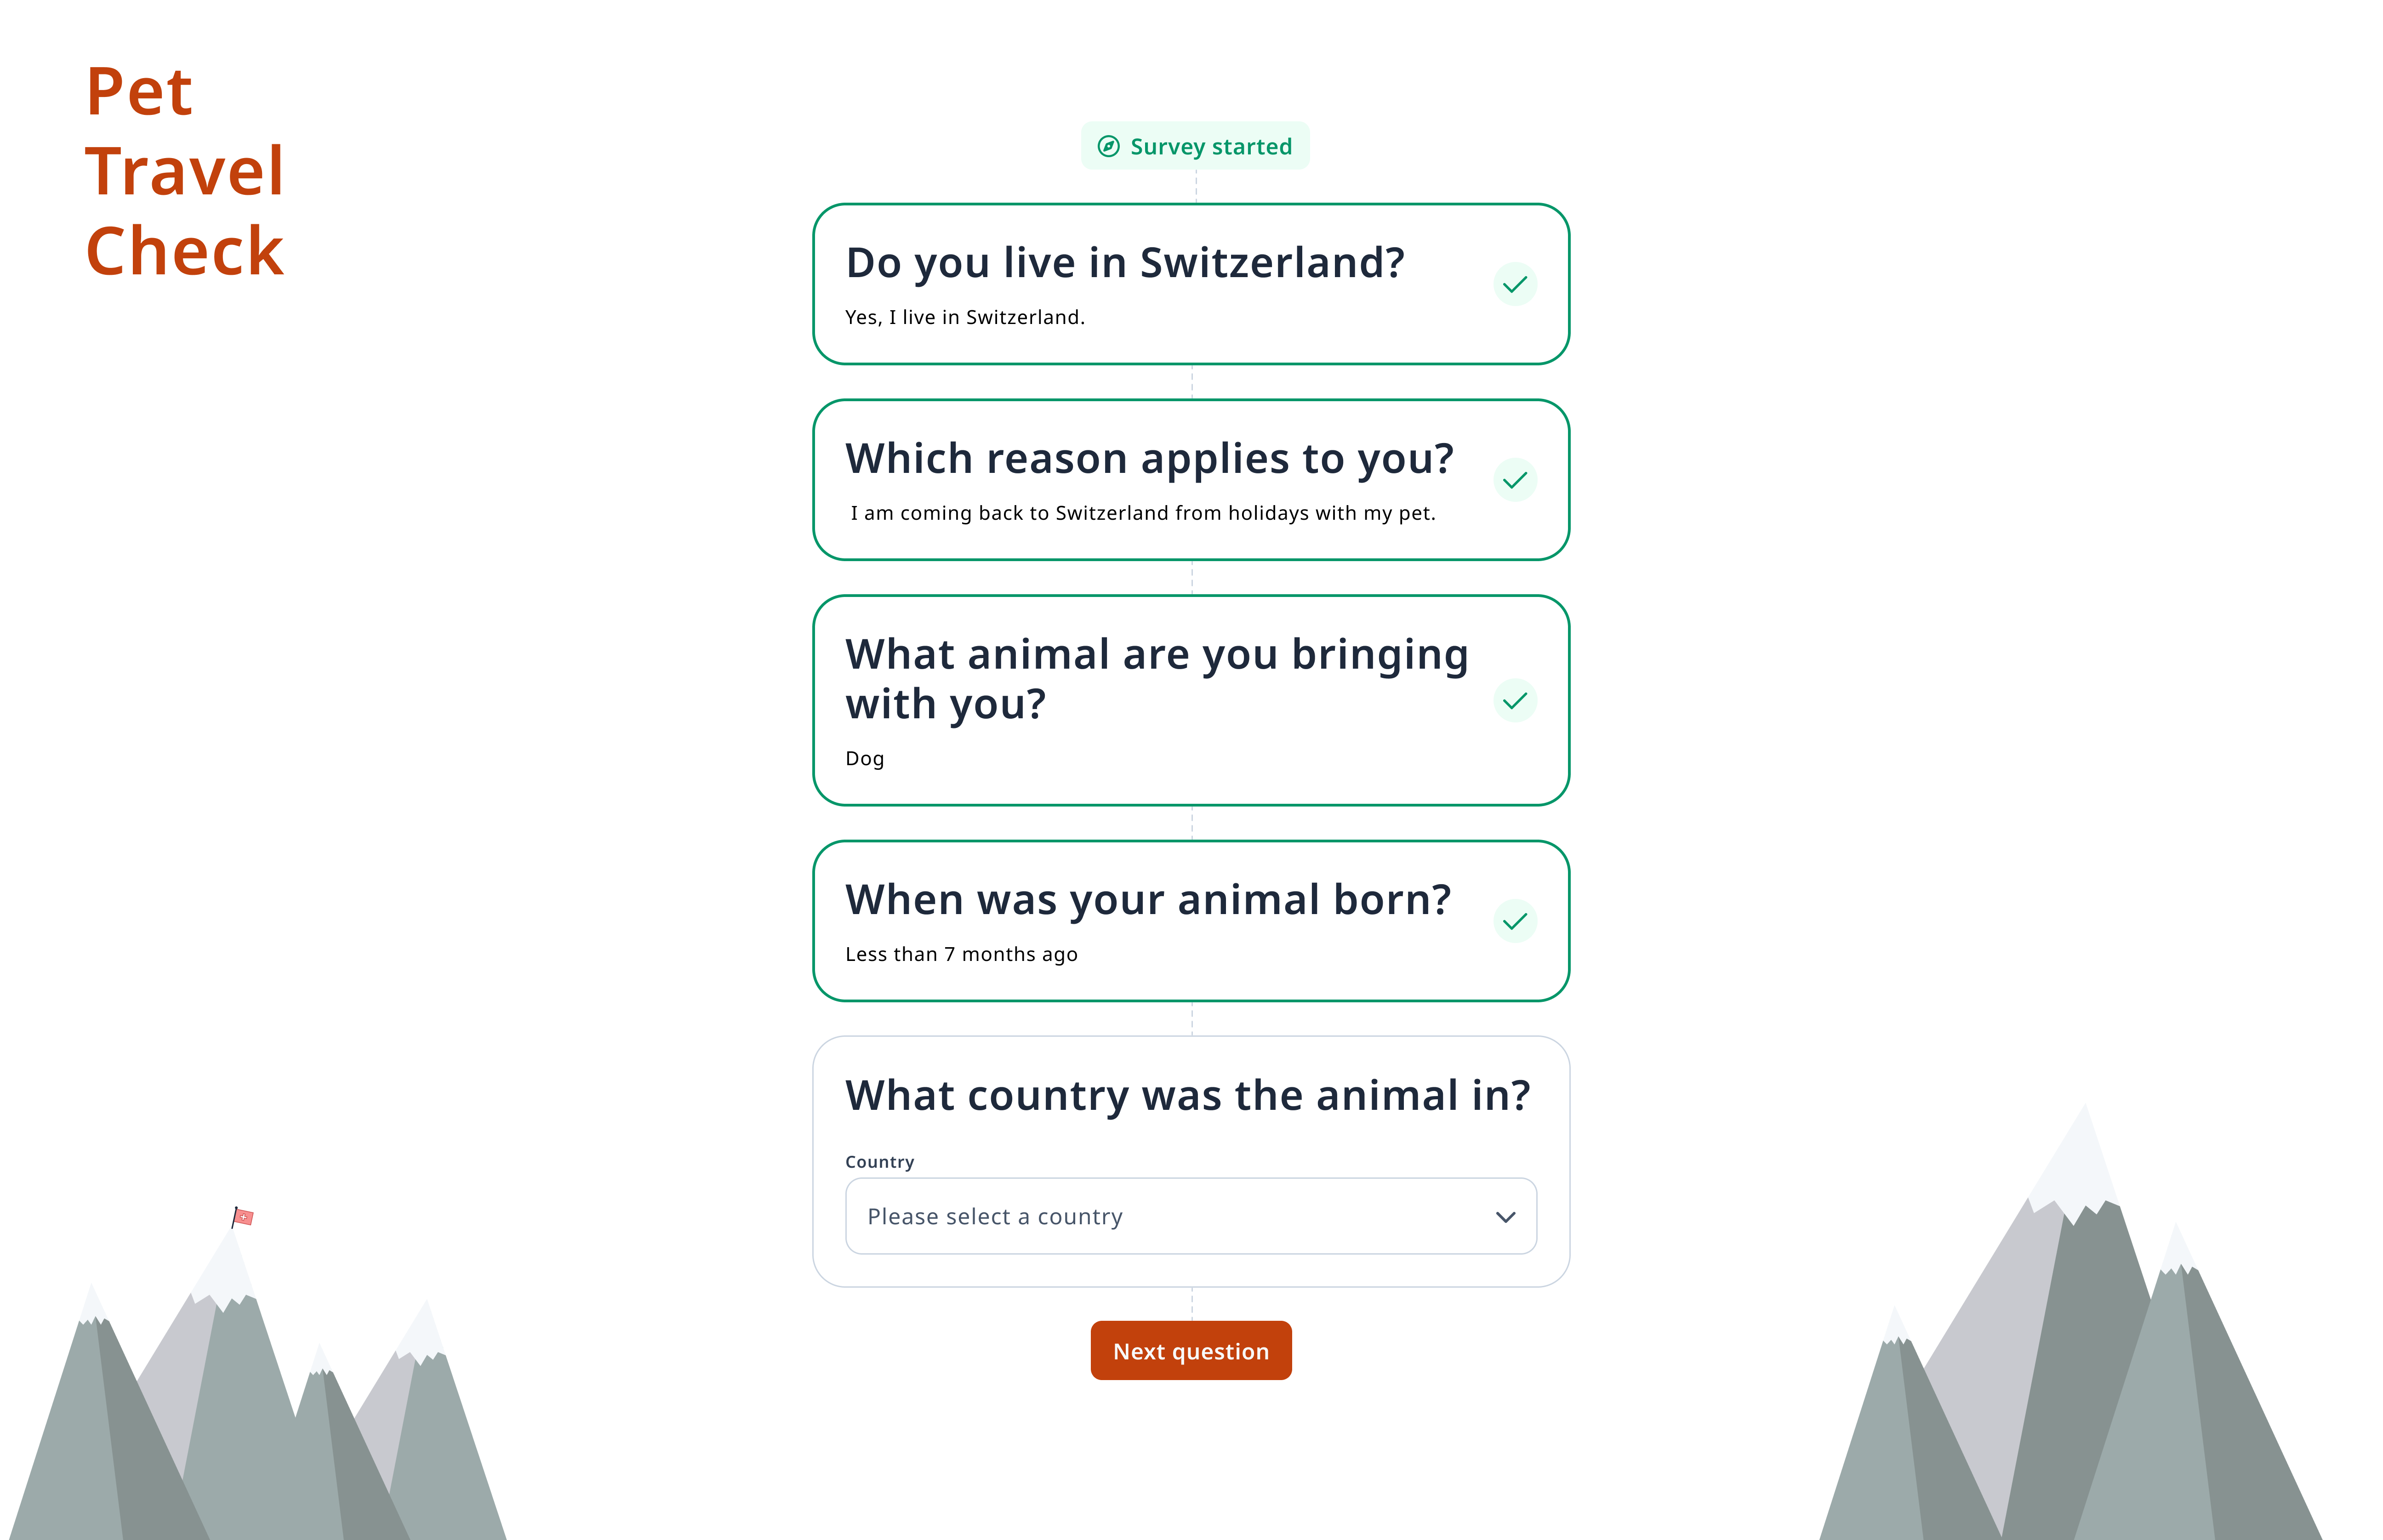 Pet
Travel
Check
Survey started
Do you live in Switzerland?
Yes, I live in Switzerland.
Which reason applies to you?
I am coming back to Switzerland from holidays with my pet.
What animal are you bringing
with you?
Dog
When was your animal born?
Less than 7 months ago
What country was the animal in?
Country
Please select a country
Next question